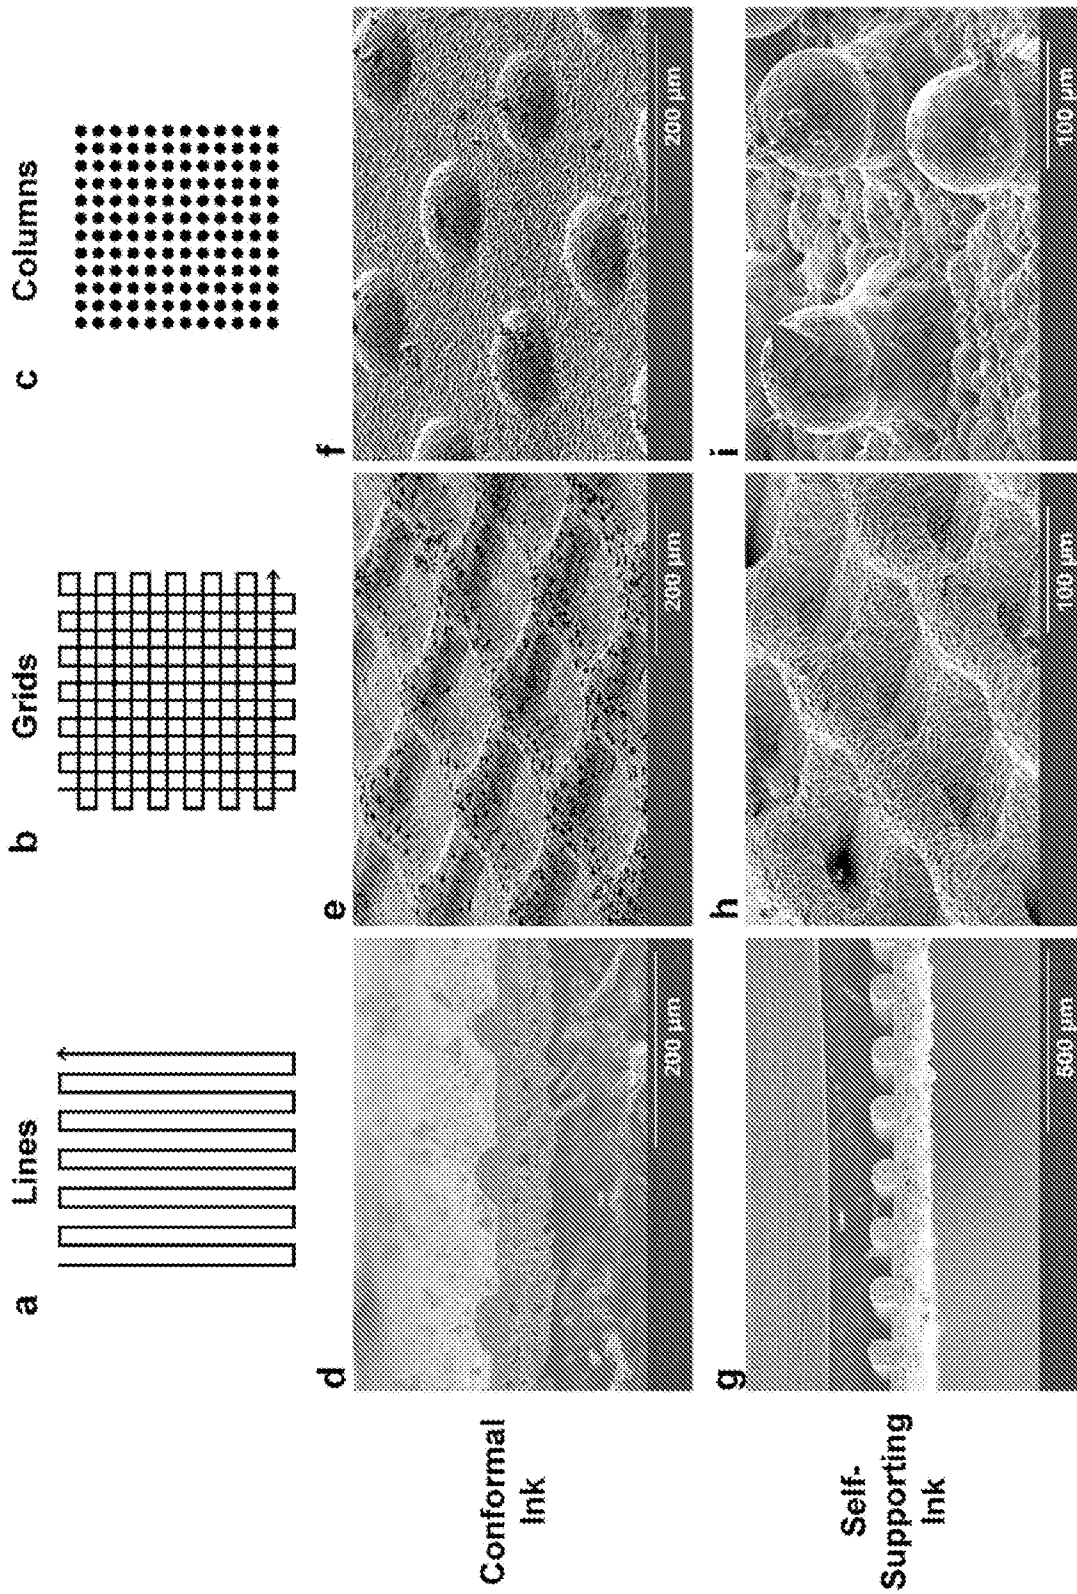 a Lines
b Grids
c Columns
Conformal
Ink
d
200 µm
e
200 µm
f
200 µm
Self-
Supporting
Ink
g
500 µm
h
100 µm
i
100 µm